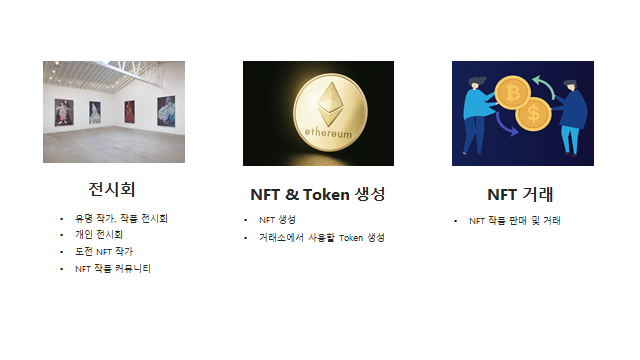 ethereum
전시회
• 유명 작가, 작품 전시회
• 개인 전시회
• 도전 NFT 작가
• NFT 작품 커뮤니티
NFT & Token 생성
• NFT 생성
• 거래소에서 사용할 Token 생성
NFT 거래
• NFT 작품 판매 및 거래